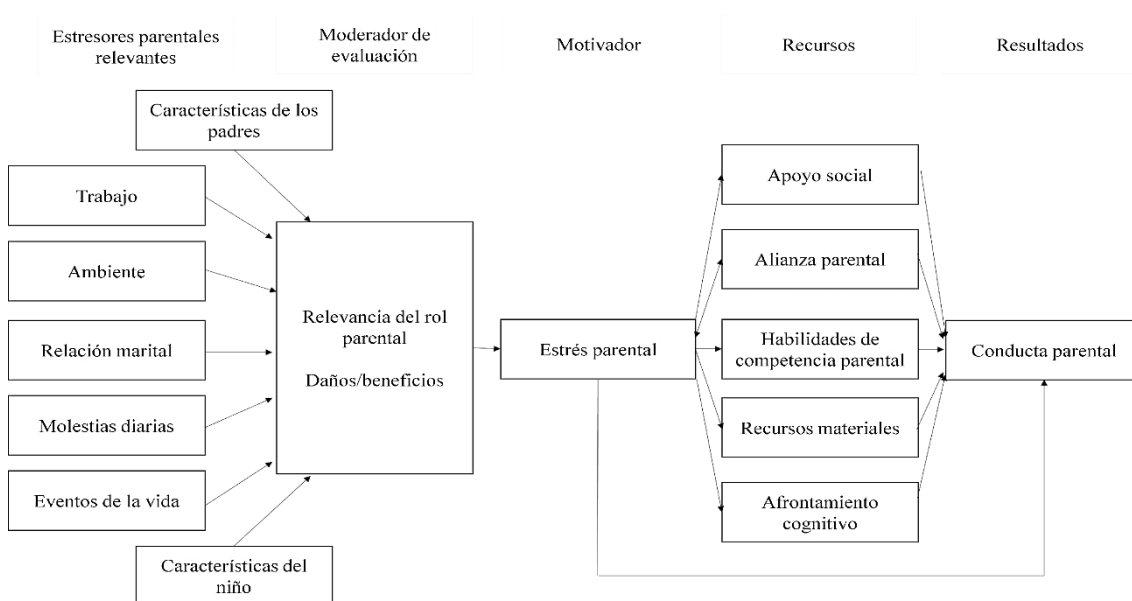 Estresores parentales
relevantes
Moderador de
evaluación
Motivador
Recursos
Resultados
Características de los
padres
Trabajo
Ambiente
Relación marital
Molestias diarias
Eventos de la vida
Características del
niño
Relevancia del rol
parental
Daños/beneficios
Estrés parental
Apoyo social
Alianza parental
Habilidades de
competencia parental
Recursos materiales
Afrontamiento
cognitivo
Conducta parental